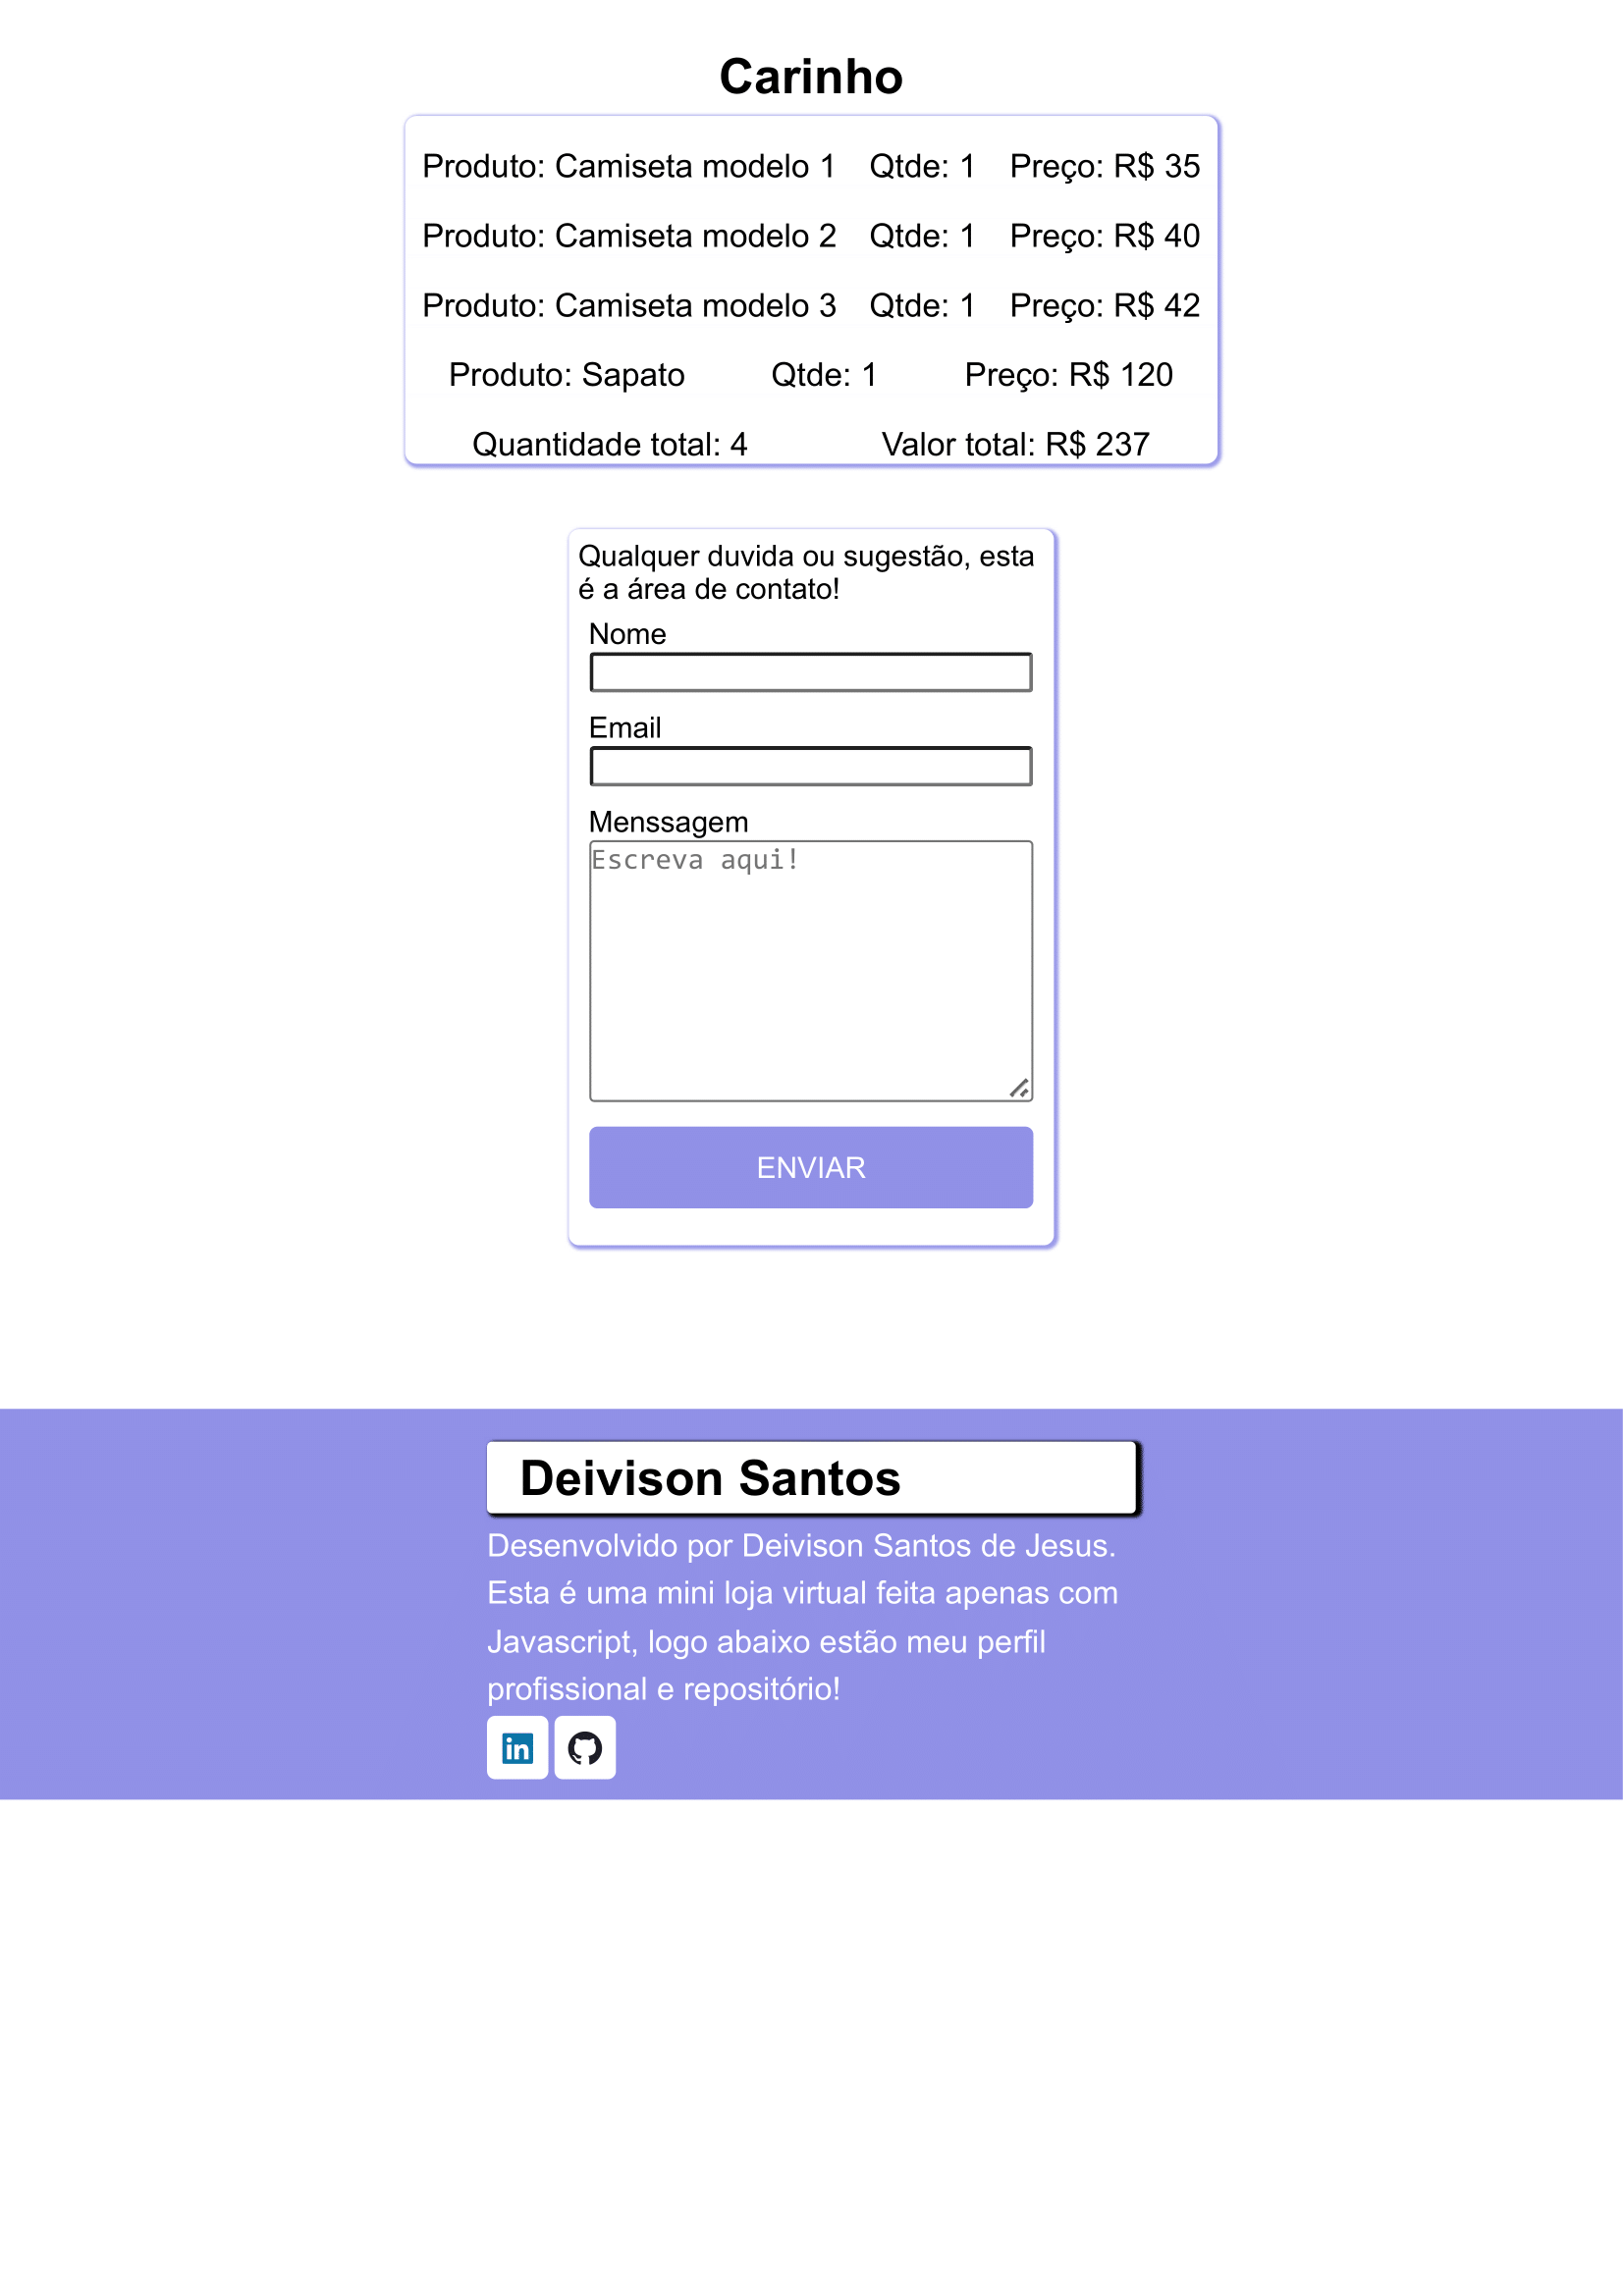 Carinho
Produto: Camiseta modelo 1 Qtde: 1 Preço: R$ 35
Produto: Camiseta modelo 2 Qtde: 1 Preço: R$ 40
Produto: Camiseta modelo 3 Qtde: 1 Preço: R$ 42
Produto: Sapato Qtde: 1 Preço: R$ 120
Quantidade total: 4 Valor total: R$ 237
Qualquer duvida ou sugestão, esta
é a área de contato!
Nome
Email
Menssagem
Escreva aqui!
ENVIAR
Deivison Santos
Desenvolvido por Deivison Santos de Jesus.
Esta é uma mini loja virtual feita apenas com
Javascript, logo abaixo estão meu perfil
profissional e repositório!
in